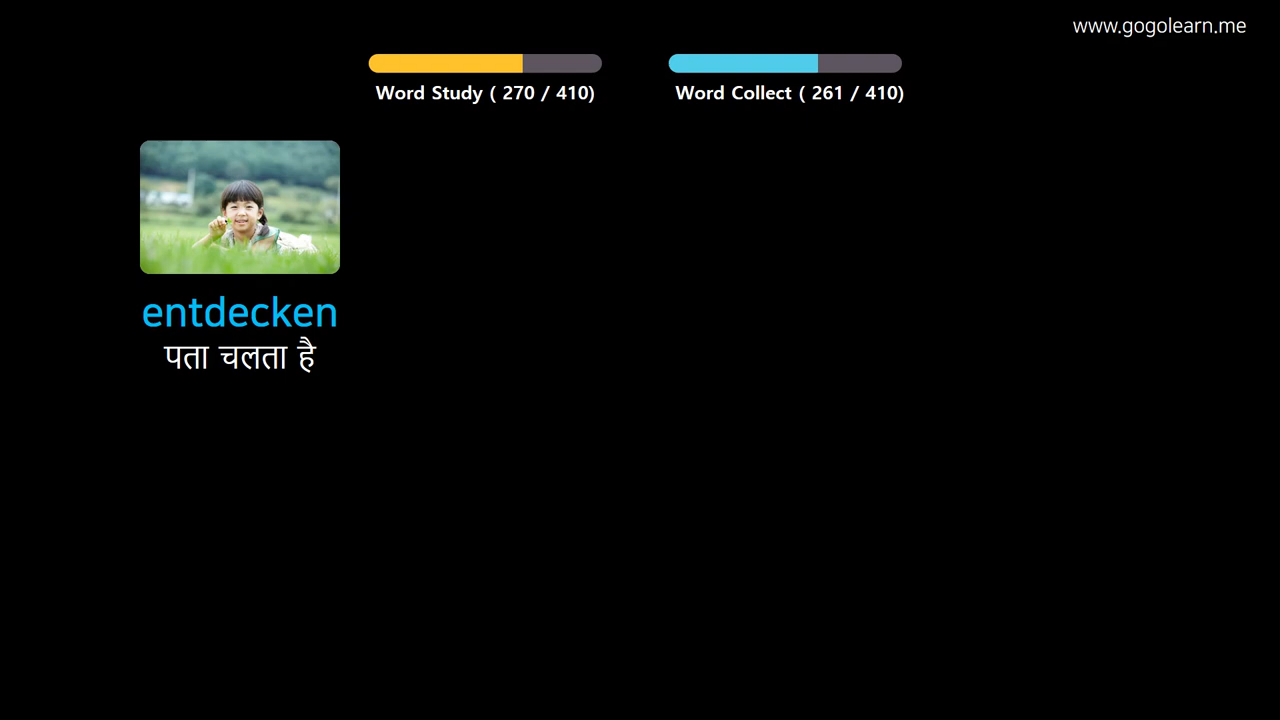 www.gogolearn.me
Word Study ( 270 / 410)
Word Collect ( 261 / 410)
entdecken
पता चलता है